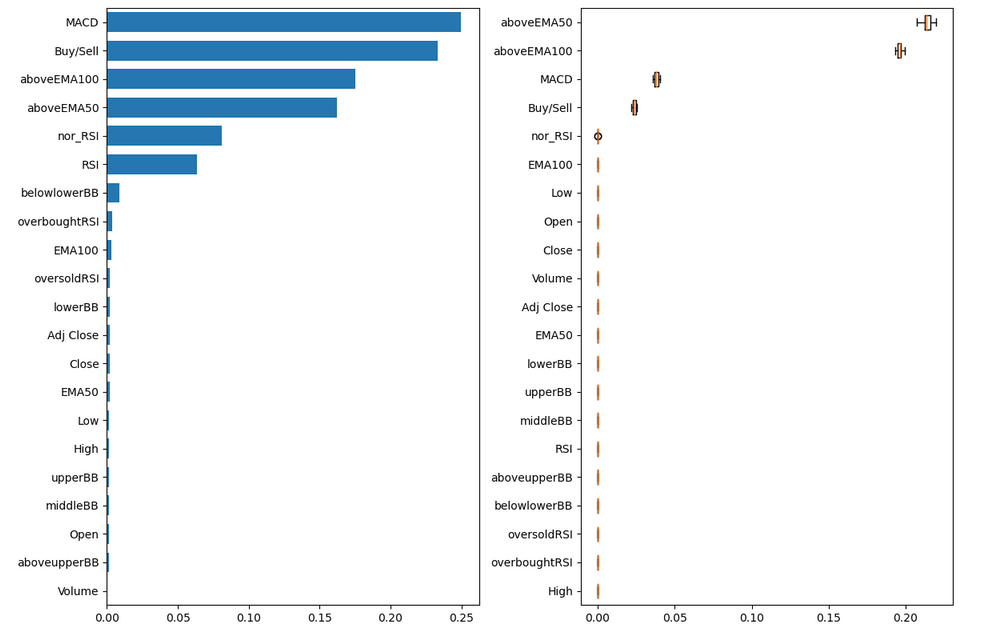 MACD
Buy/Sell
aboveEMA100
aboveEMA50
nor_RSI
RSI
belowlowerBB
overboughtRSI
EMA100
oversoldRSI
lowerBB
Adj Close
Close
EMA50
Low
High
upperBB
middleBB
Open
aboveupperBB
Volume
0.00 0.05 0.10 0.15 0.20 0.25
aboveEMA50
aboveEMA100
MACD
Buy/Sell
nor_RSI
EMA100
Low
Open
Close
Volume
Adj Close
EMA50
lowerBB
upperBB
middleBB
RSI
aboveupperBB
belowlowerBB
oversoldRSI
overboughtRSI
High
0.00 0.05 0.10 0.15 0.20